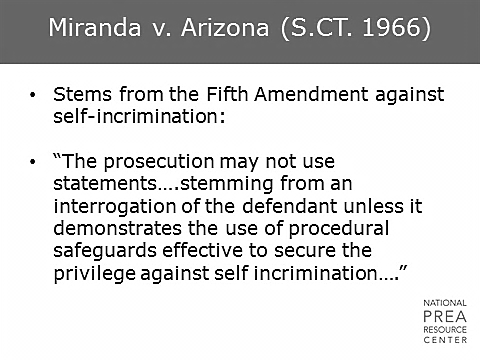 Miranda v. Arizona (S.CT. 1966)
• Stems from the Fifth Amendment against
self-incrimination:
• “The prosecution may not use
statements….stemming from an
interrogation of the defendant unless it
demonstrates the use of procedural
safeguards effective to secure the
privilege against self incrimination….”
NATIONAL
PREA
RESOURCE
CENTER